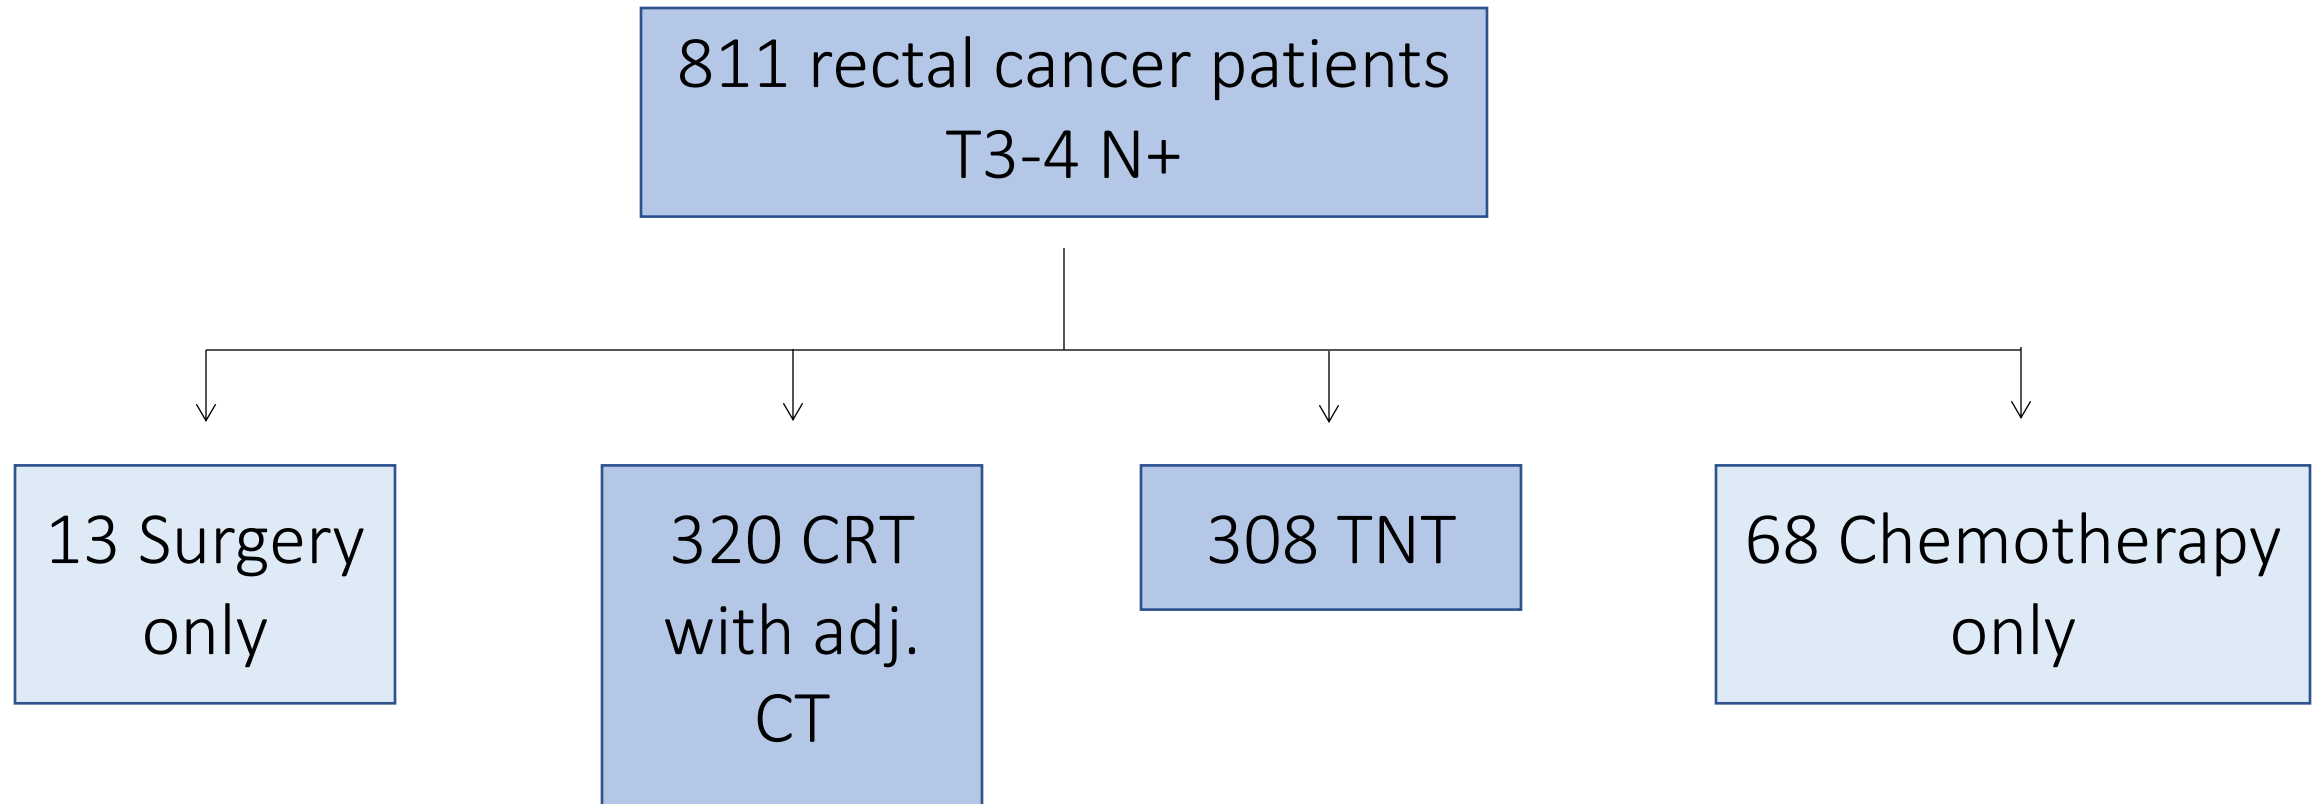 811 rectal cancer patients
T3-4 N+
13 Surgery
only
320 CRT
with adj.
CT
308 TNT
68 Chemotherapy
only